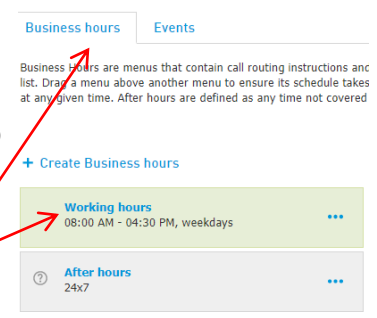 Business hours Events
Business Hours are menus that contain call routing instructions and
list. Drag a menu above another menu to ensure its schedule takes
at any given time. After hours are defined as any time not covered
+ Create Business hours
Working hours
08:00 AM - 04:30 PM, weekdays
After hours
24x7